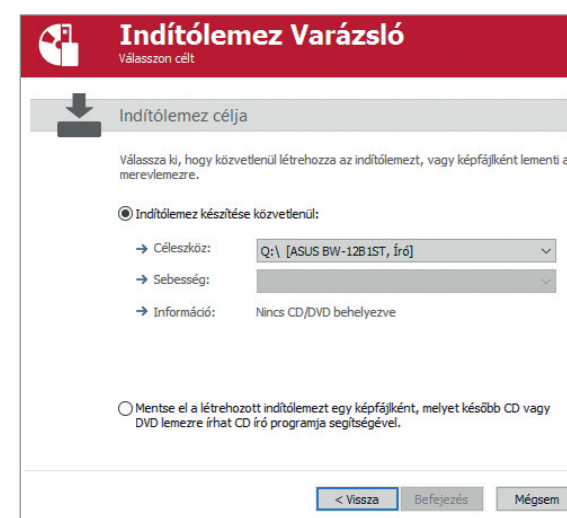 Indítólemez Varázsló
Válasszon célt
Indítólemez célja
Válassza ki, hogy közvetlenül létrehozza az indítólemezt, vagy képfájlként lementi a
merevlemezre.
Indítólemez készítése közvetlenül:
Céleszköz: Q:\ [ASUS BW-12B1ST, Író]
Sebesség:
Információ: Nincs CD/DVD behelyezve
Mentse el a létrehozott indítólemezt egy képfájlként, melyet később CD vagy
DVD lemezre írhat CD író programja segítségével.
< Vissza Befejezés Mégsem